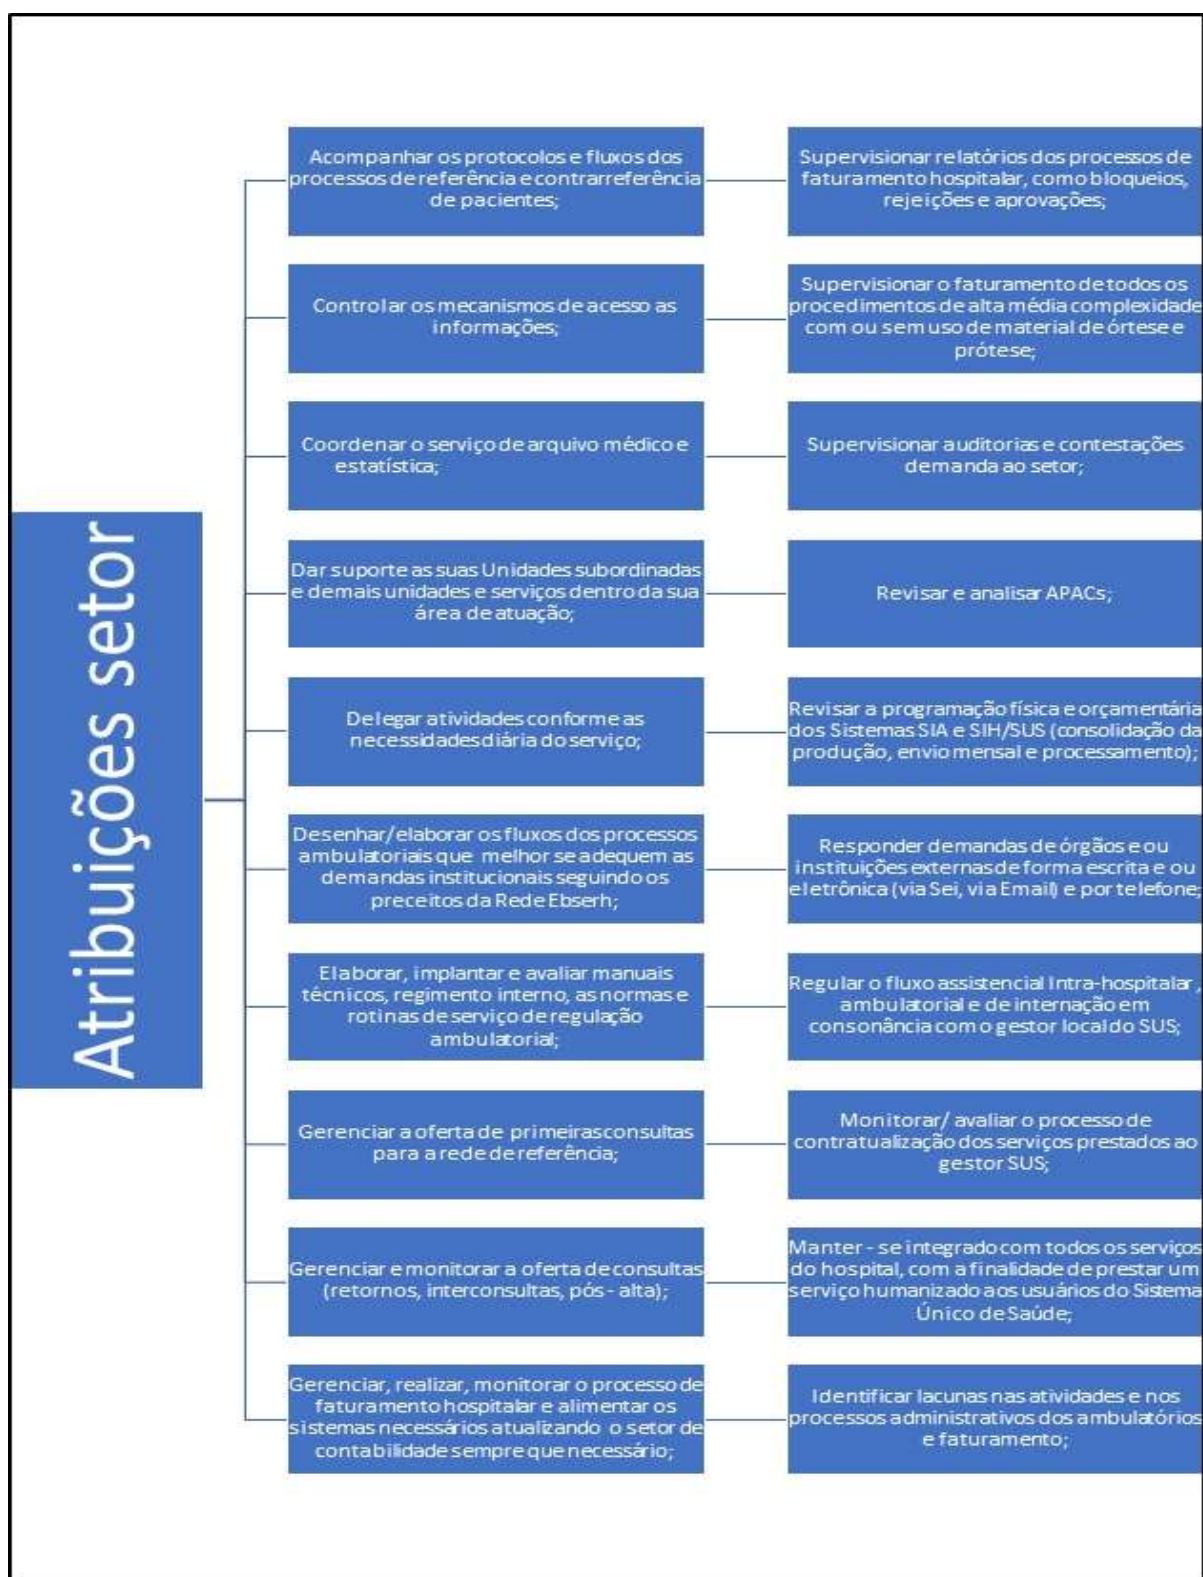 Atribuições setor
Acompanhar os protocolos e fluxos dos
processos de referência e contrarreferência
de pacientes;
Supervisionar relatórios dos processos de
faturamento hospitalar, como bloqueios,
rejeições e aprovações;
Controlar os mecanismos de acesso as
informações;
Supervisionar o faturamento de todos os
procedimentos de alta média complexidade
com ou sem uso de material de órtese e
prótese;
Coordenar o serviço de arquivo médico e
estatística;
Supervisionar auditorias e contestações
demanda ao setor;
Dar suporte as suas Unidades subordinadas
e demais unidades e serviços dentro da sua
área de atuação;
Revisar e analisar APACs;
Delegar atividades conforme as
necessidades diária do serviço;
Revisar a programação física e orçamentária
dos Sistemas SIA e SIH/SUS (consolidação da
produção, envio mensal e processamento);
Desenhar/elaborar os fluxos dos processos
ambulatoriais que melhor se adequem as
demandas institucionais seguindo os
preceitos da Rede Ebserh;
Responder demandas de órgãos e ou
instituições externas de forma escrita e ou
eletrônica (via Sei, via Email) e por telefone;
Elaborar, implantar e avaliar manuais
técnicos, regimento interno, as normas e
rotinas de serviço de regulação
ambulatorial;
Regular o fluxo assistencial Intra-hospitalar,
ambulatorial e de internação em
consonância com o gestor local do SUS;
Gerenciar a oferta de primeiras consultas
para a rede de referência;
Monitorar/ avaliar o processo de
contratualização dos serviços prestados ao
gestor SUS;
Gerenciar e monitorar a oferta de consultas
(retornos, interconsultas, pós - alta);
Manter - se integrado com todos os serviços
do hospital, com a finalidade de prestar um
serviço humanizado aos usuários do Sistema
Único de Saúde;
Gerenciar, realizar, monitorar o processo de
faturamento hospitalar e alimentar os
sistemas necessários atualizando o setor de
contabilidade sempre que necessário;
Identificar lacunas nas atividades e nos
processos administrativos dos ambulatórios
e faturamento;